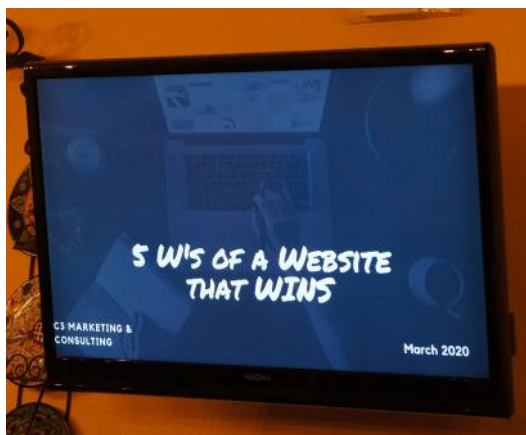 5 W's of a Website
that WINS
C3 MARKETING &
CONSULTING
March 2020